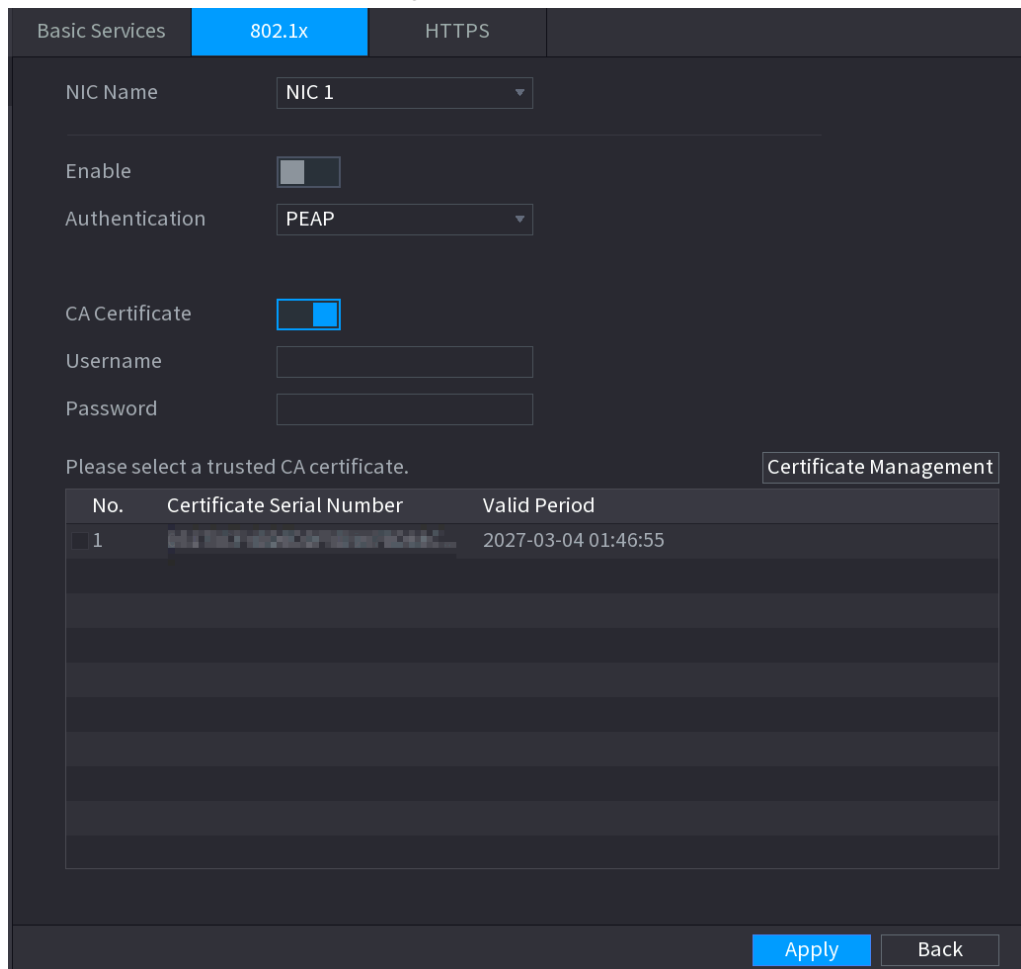 Basic Services 802.1x HTTPS
NIC Name NIC 1
Enable
Authentication PEAP
CA Certificate
Username
Password
Please select a trusted CA certificate. Certificate Management
No. Certificate Serial Number Valid Period
1 2027-03-04 01:46:55
Apply Back